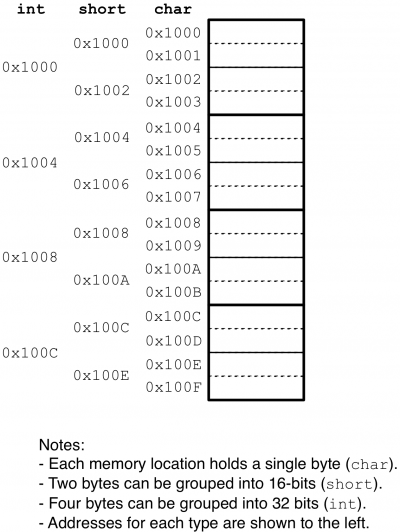 int short char
0x1000
0x1000
0x1001
0x1000
0x1002
0x1002
0x1003
0x1004
0x1004
0x1005
0x1004
0x1006
0x1006
0x1007
0x1008
0x1008
0x1009
0x1008
0x100A
0x100A
0x100B
0x100C
0x100C
0x100D
0x100C
0x100E
0x100E
0x100F
Notes:
- Each memory location holds a single byte (char).
- Two bytes can be grouped into 16-bits (short).
- Four bytes can be grouped into 32 bits (int).
- Addresses for each type are shown to the left.